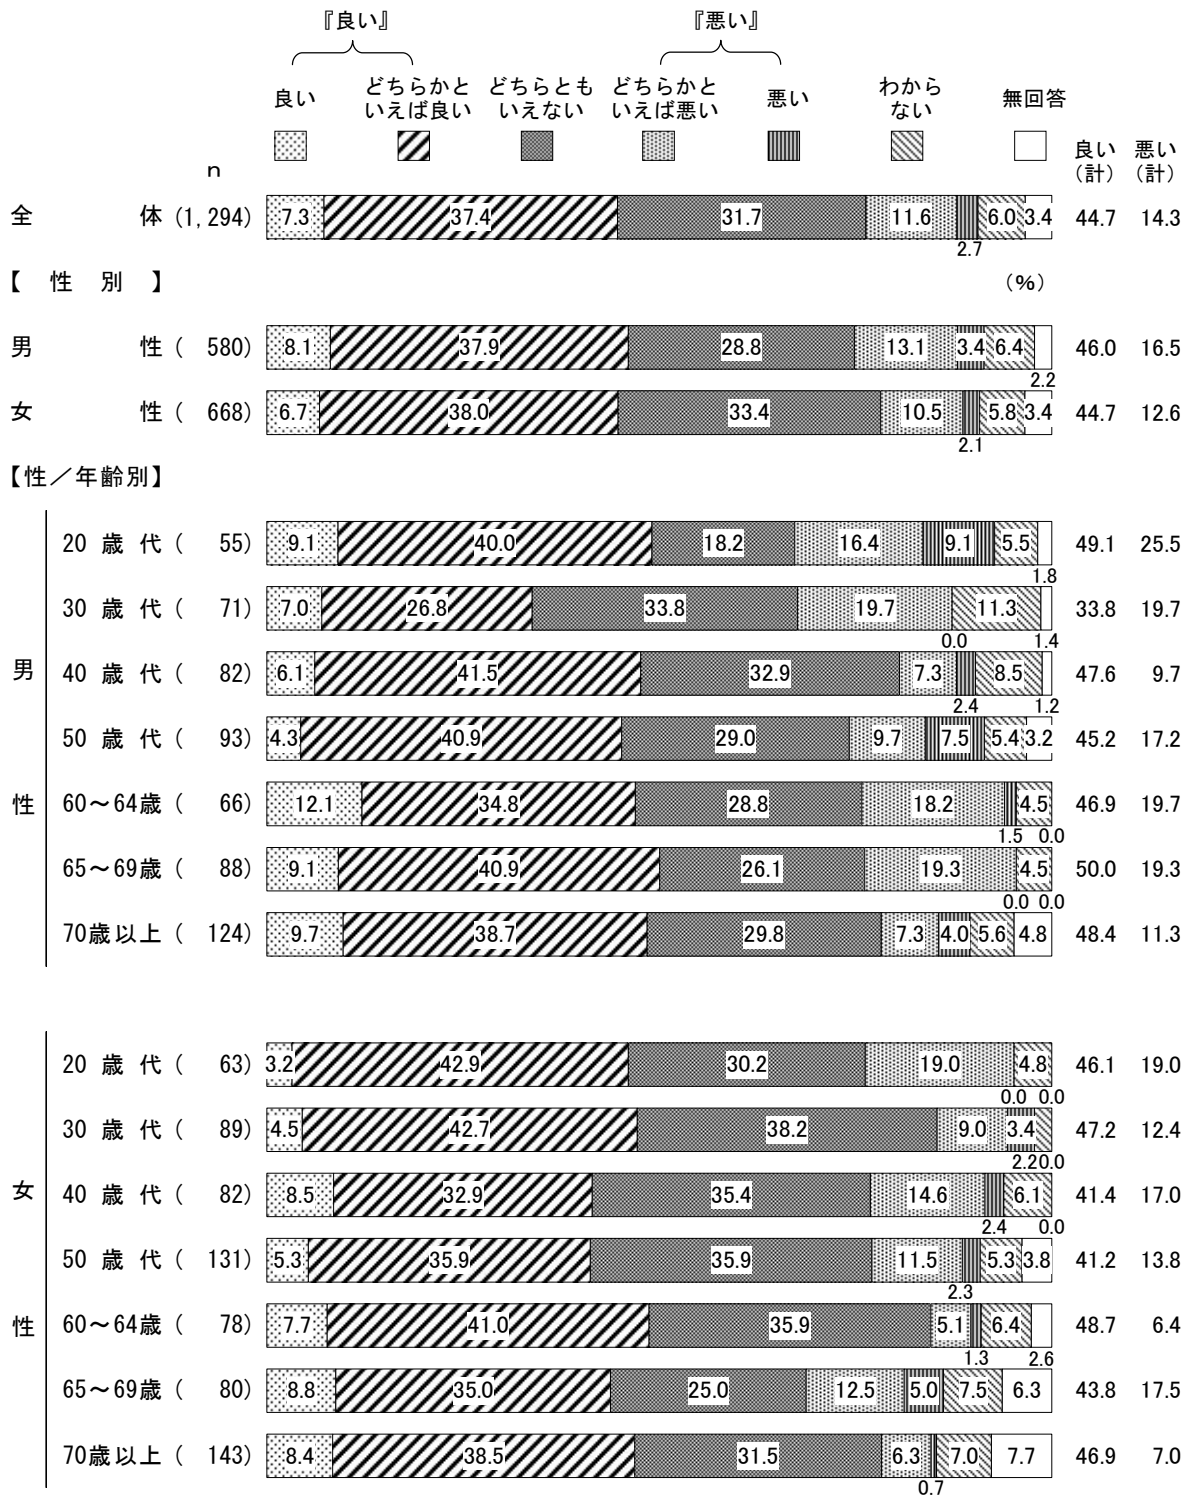 『良い』 『悪い』
良い どちらかと どちらとも どちらかと 悪い わから 無回答
いえば良い いえない いえば悪い ない
良い 悪い
n (計) (計)
全体 (1,294) 7.3 37.4 31.7 11.6 6.0 3.4 44.7 14.3
2.7
【性別】 (%)
男性 ( 580) 8.1 37.9 28.8 13.1 3.4 6.4 46.0 16.5
2.2
女性 ( 668) 6.7 38.0 33.4 10.5 5.8 3.4 44.7 12.6
2.1
【性/年齢別】
男性
20歳代 ( 55) 9.1 40.0 18.2 16.4 9.1 5.5 49.1 25.5
1.8
30歳代 ( 71) 7.0 26.8 33.8 19.7 11.3 33.8 19.7
0.0 1.4
40歳代 ( 82) 6.1 41.5 32.9 7.3 8.5 47.6 9.7
2.4 1.2
50歳代 ( 93) 4.3 40.9 29.0 9.7 7.5 5.4 3.2 45.2 17.2
60~64歳 ( 66) 12.1 34.8 28.8 18.2 4.5 46.9 19.7
1.5 0.0
65~69歳 ( 88) 9.1 40.9 26.1 19.3 4.5 50.0 19.3
0.0 0.0
70歳以上 ( 124) 9.7 38.7 29.8 7.3 4.0 5.6 4.8 48.4 11.3
女性
20歳代 ( 63) 3.2 42.9 30.2 19.0 4.8 46.1 19.0
0.0 0.0
30歳代 ( 89) 4.5 42.7 38.2 9.0 3.4 47.2 12.4
2.2 0.0
40歳代 ( 82) 8.5 32.9 35.4 14.6 6.1 41.4 17.0
2.4 0.0
50歳代 ( 131) 5.3 35.9 35.9 11.5 5.3 3.8 41.2 13.8
2.3
60~64歳 ( 78) 7.7 41.0 35.9 5.1 6.4 48.7 6.4
1.3 2.6
65~69歳 ( 80) 8.8 35.0 25.0 12.5 5.0 7.5 6.3 43.8 17.5
70歳以上 ( 143) 8.4 38.5 31.5 6.3 7.0 7.7 46.9 7.0
0.7